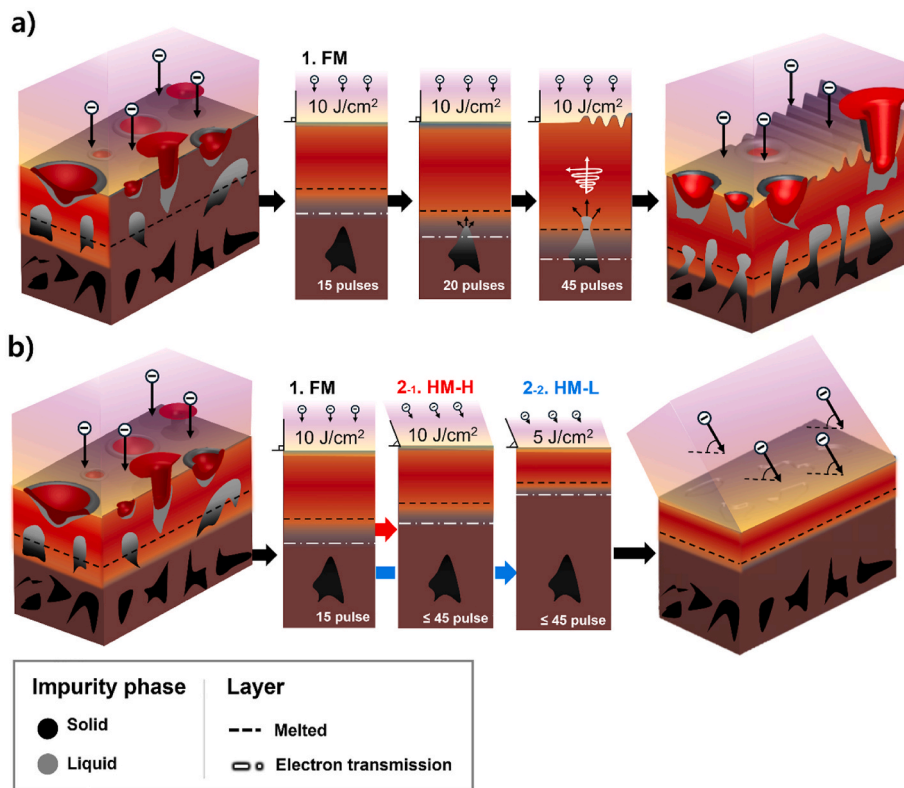 a)
1. FM
10 J/cm²
10 J/cm²
10 J/cm²
15 pulses
20 pulses
45 pulses
b)
1. FM
2-1. HM-H
2-2. HM-L
10 J/cm²
10 J/cm²
5 J/cm²
15 pulse
≤ 45 pulse
≤ 45 pulse
Impurity phase
Solid
Liquid
Layer
Melted
Electron transmission